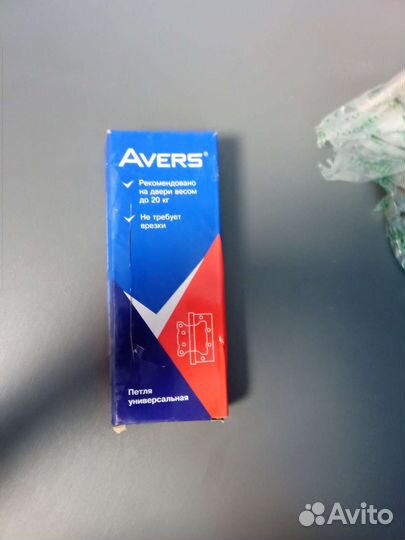 AVERS®
Рекомендовано
на двери весом
до 20 кг
Не требует
врезки
Петля
универсальная
Avito